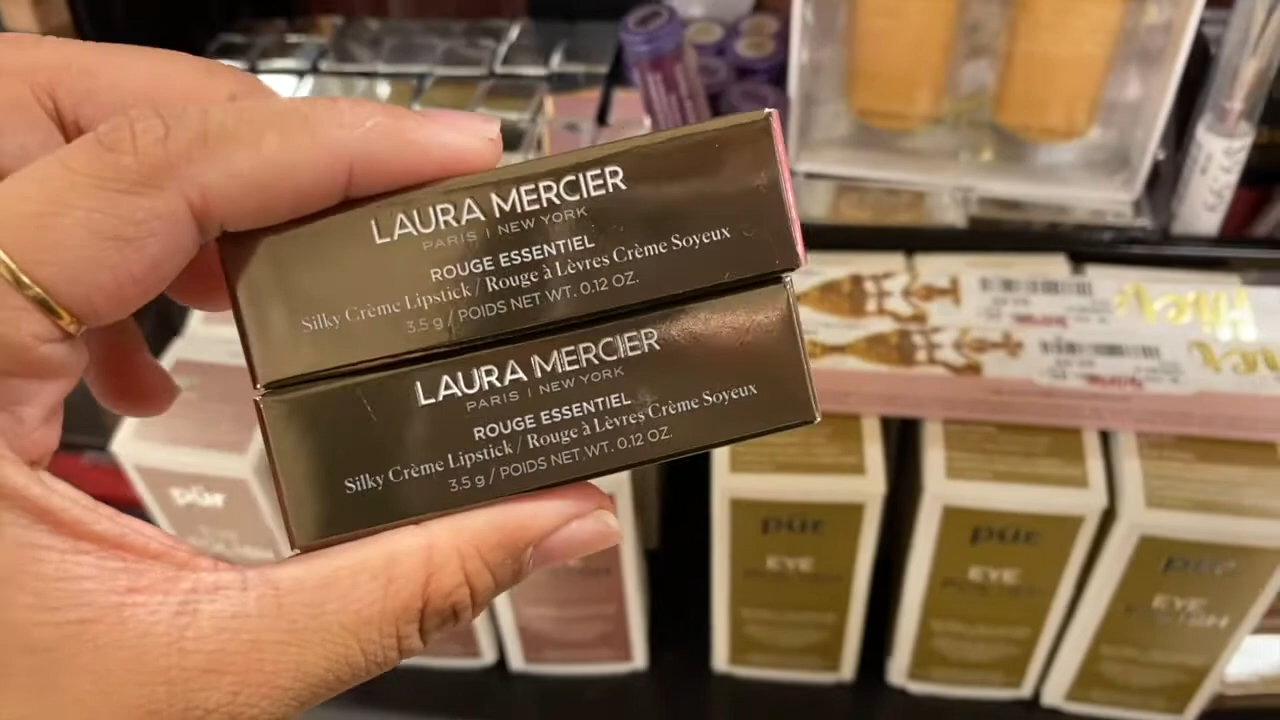 LAURA MERCIER
PARIS | NEW YORK
ROUGE ESSENTIEL
Silky Crème Lipstick / Rouge à Lèvres Crème Soyeux
3.5 g / POIDS NET WT. 0.12 OZ.
LAURA MERCIER
PARIS | NEW YORK
ROUGE ESSENTIEL
Silky Crème Lipstick / Rouge à Lèvres Crème Soyeux
3.5 g / POIDS NET WT. 0.12 OZ.
pür
pür
EYE
pür
EYE
pür
EYE